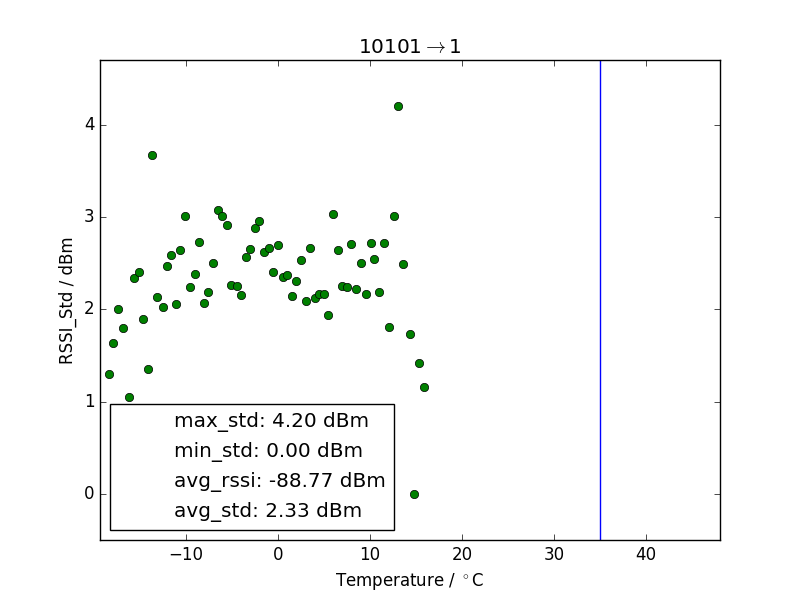 10101→1
RSSI_Std / dBm
4
3
2
1
0
max_std: 4.20 dBm
min_std: 0.00 dBm
avg_rssi: -88.77 dBm
avg_std: 2.33 dBm
−10 0 10 20 30 40
Temperature / °C